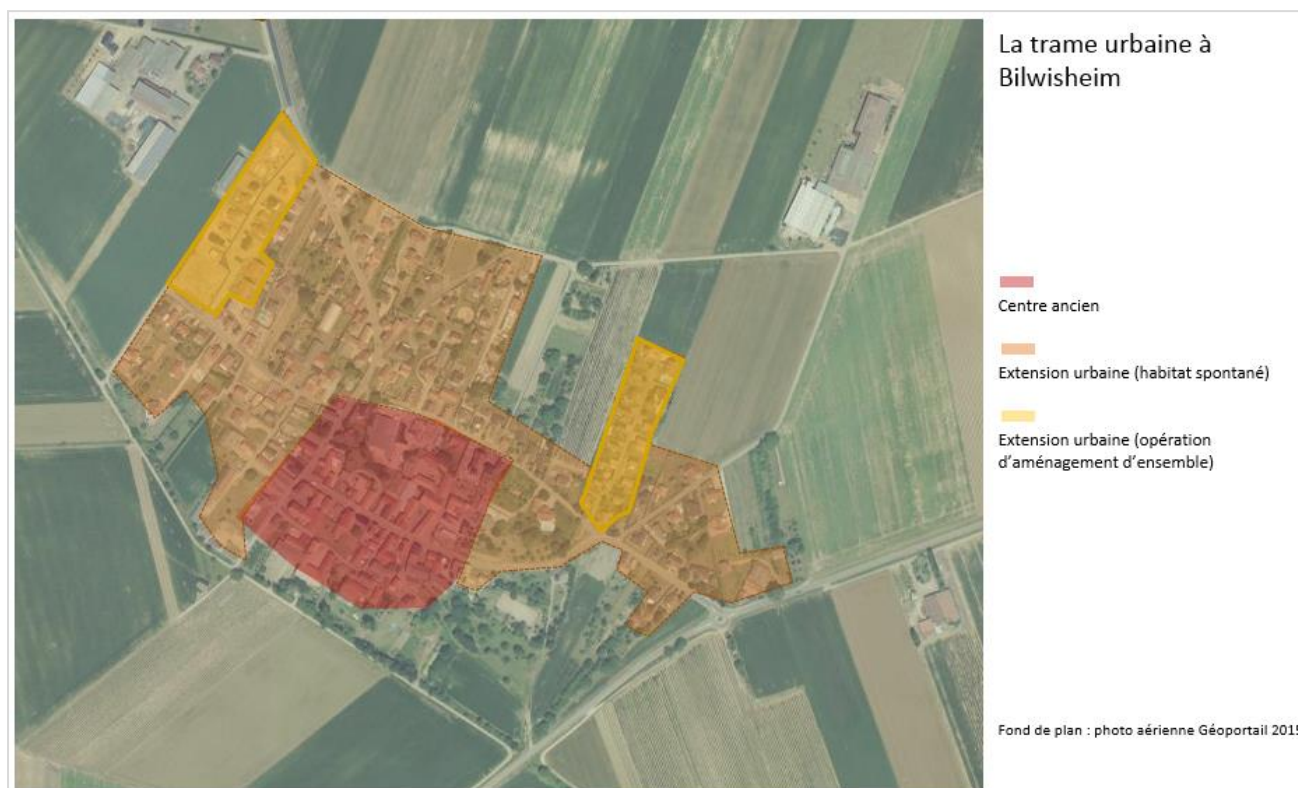 La trame urbaine à
Bilwisheim
Centre ancien
Extension urbaine (habitat spontané)
Extension urbaine (opération
d’aménagement d’ensemble)
Fond de plan : photo aérienne Géoportail 2015